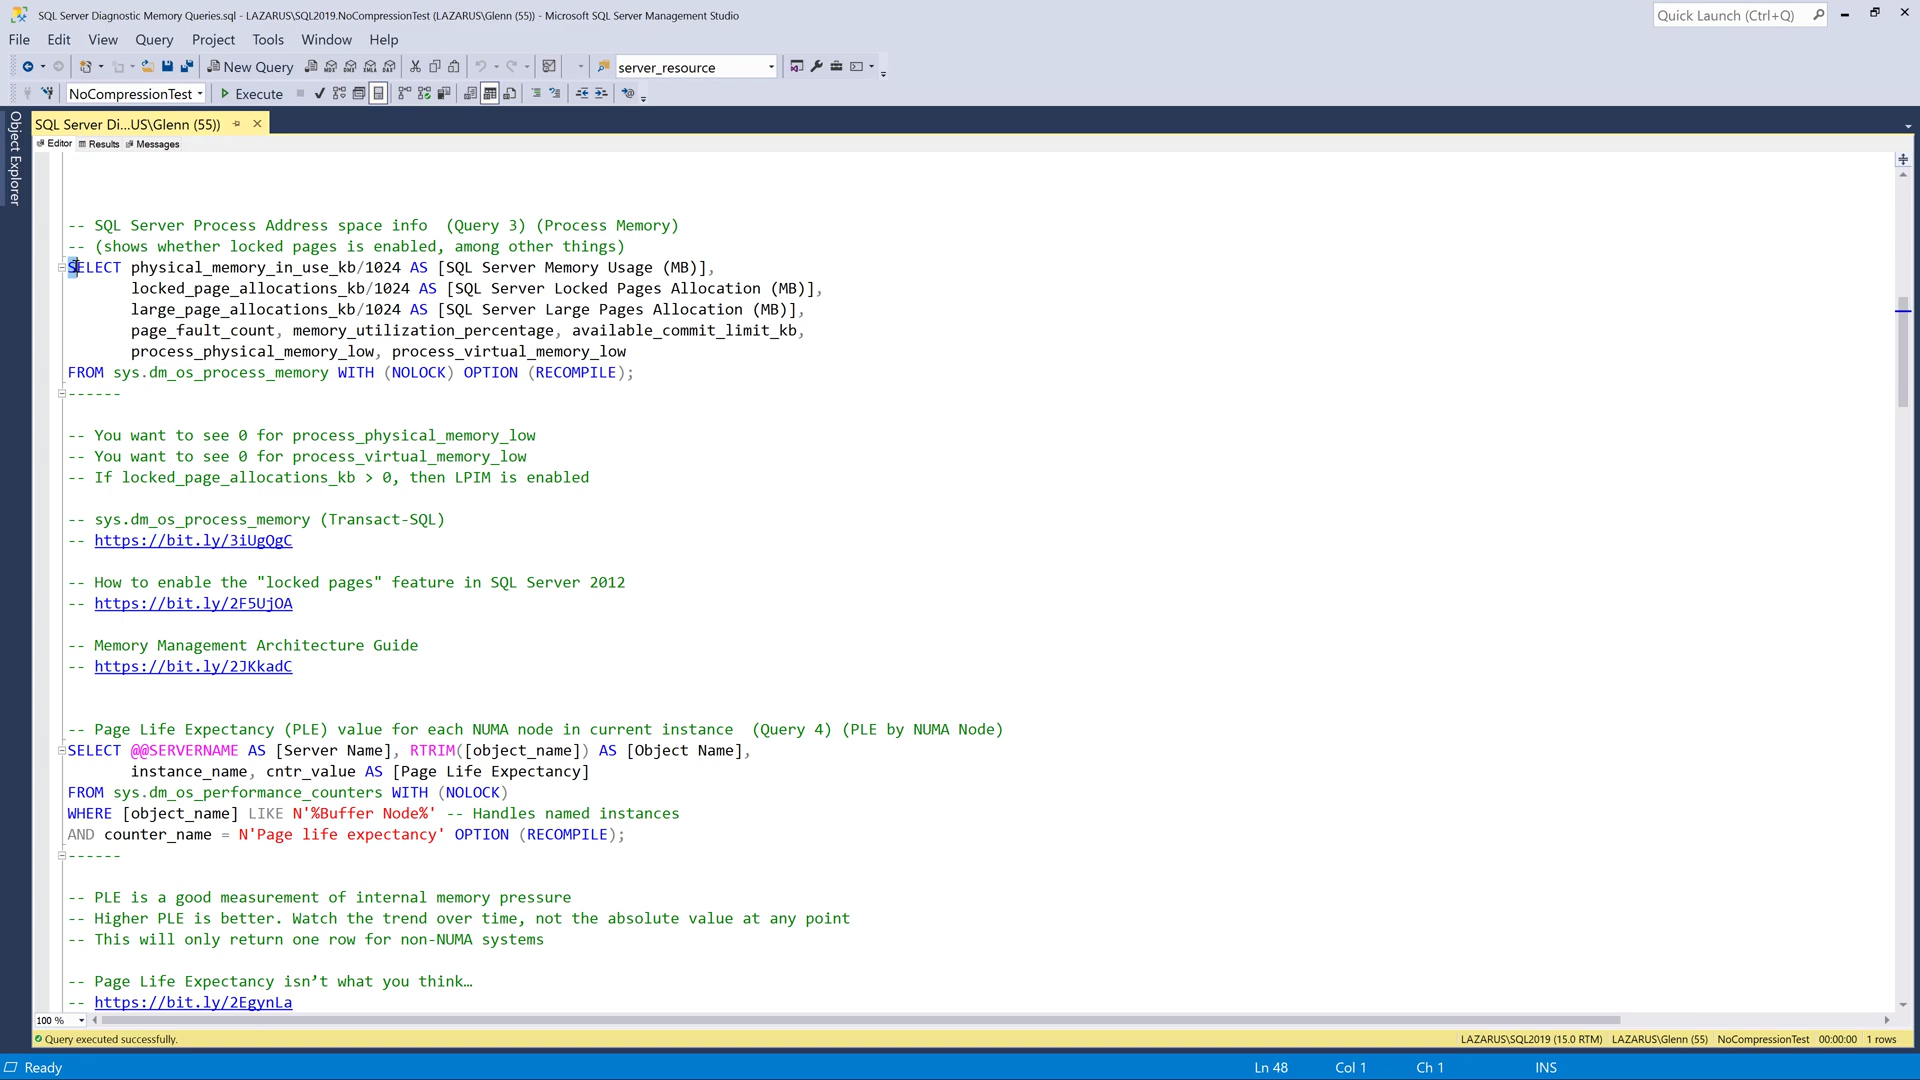 SQL Server Diagnostic Memory Queries.sql - LAZARUS\SQL2019.NoCompressionTest (LAZARUS\Glenn (55)) - Microsoft SQL Server Management Studio
Quick Launch (Ctrl+Q)
File Edit View Query Project Tools Window Help
New Query
MDX DMX XMLA DAX
server_resource
NoCompressionTest
Execute
Object Explorer
SQL Server Di...US\Glenn (55))
Editor Results Messages
-- SQL Server Process Address space info  (Query 3) (Process Memory)
-- (shows whether locked pages is enabled, among other things)
SELECT physical_memory_in_use_kb/1024 AS [SQL Server Memory Usage (MB)],
locked_page_allocations_kb/1024 AS [SQL Server Locked Pages Allocation (MB)],
large_page_allocations_kb/1024 AS [SQL Server Large Pages Allocation (MB)],
page_fault_count, memory_utilization_percentage, available_commit_limit_kb,
process_physical_memory_low, process_virtual_memory_low
FROM sys.dm_os_process_memory WITH (NOLOCK) OPTION (RECOMPILE);
------
-- You want to see 0 for process_physical_memory_low
-- You want to see 0 for process_virtual_memory_low
-- If locked_page_allocations_kb > 0, then LPIM is enabled
-- sys.dm_os_process_memory (Transact-SQL)
-- https://bit.ly/3iUgQgC
-- How to enable the "locked pages" feature in SQL Server 2012
-- https://bit.ly/2F5UjOA
-- Memory Management Architecture Guide
-- https://bit.ly/2JKkadC
-- Page Life Expectancy (PLE) value for each NUMA node in current instance  (Query 4) (PLE by NUMA Node)
SELECT @@SERVERNAME AS [Server Name], RTRIM([object_name]) AS [Object Name],
instance_name, cntr_value AS [Page Life Expectancy]
FROM sys.dm_os_performance_counters WITH (NOLOCK)
WHERE [object_name] LIKE N'%Buffer Node%' -- Handles named instances
AND counter_name = N'Page life expectancy' OPTION (RECOMPILE);
------
-- PLE is a good measurement of internal memory pressure
-- Higher PLE is better. Watch the trend over time, not the absolute value at any point
-- This will only return one row for non-NUMA systems
-- Page Life Expectancy isn’t what you think…
-- https://bit.ly/2EgynLa
100 %
Query executed successfully.
LAZARUS\SQL2019 (15.0 RTM) LAZARUS\Glenn (55) NoCompressionTest 00:00:00 1 rows
Ready
Ln 48 Col 1 Ch 1 INS